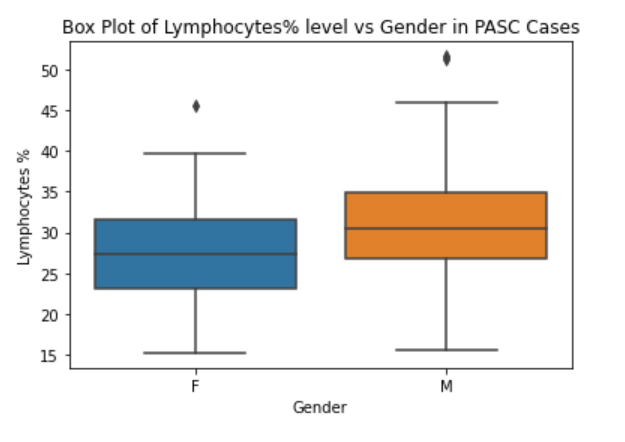 Box Plot of Lymphocytes% level vs Gender in PASC Cases
Lymphocytes %
50
45
40
35
30
25
20
15
F M
Gender